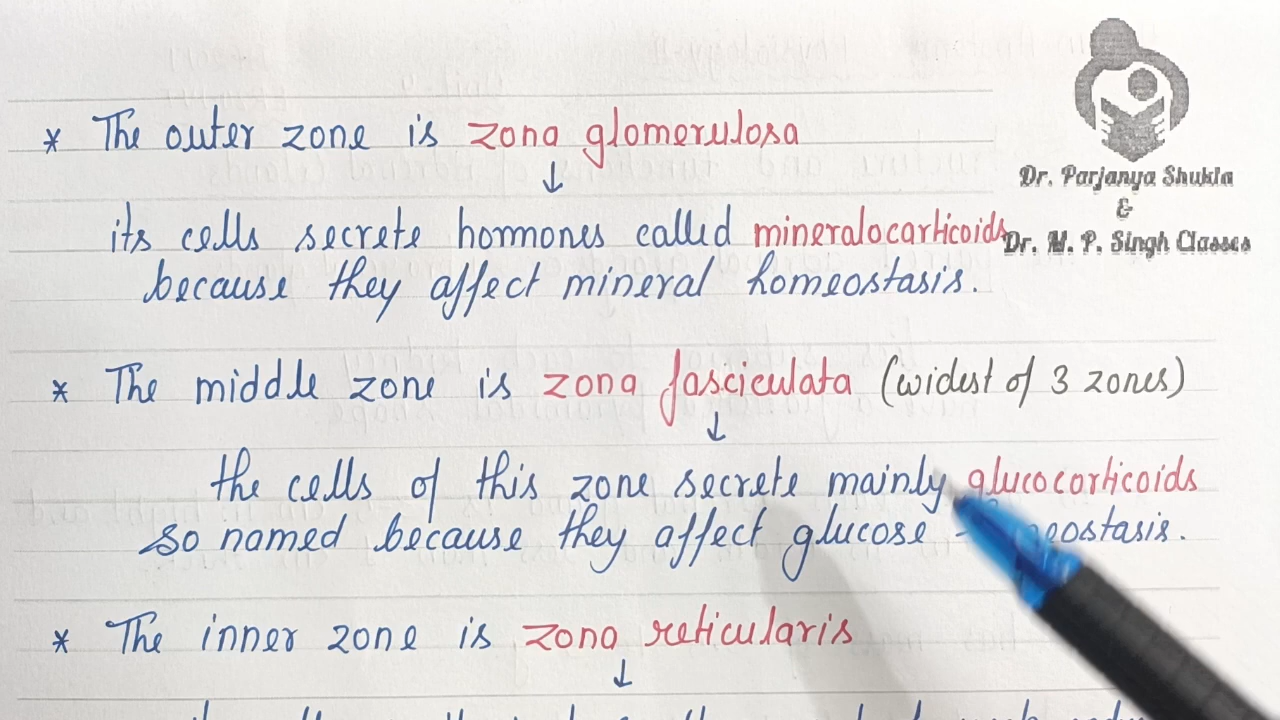 * The outer zone is zona glomerulosa
↓
its cells secrete hormones called mineralocorticoids
because they affect mineral homeostasis.
* The middle zone is zona fasciculata (widest of 3 zones)
↓
the cells of this zone secrete mainly glucocorticoids
so named because they affect glucose eostasis.
* The inner zone is zona reticularis
↓
Dr. Parjanya Shukla
&
Dr. M. P. Singh Classes